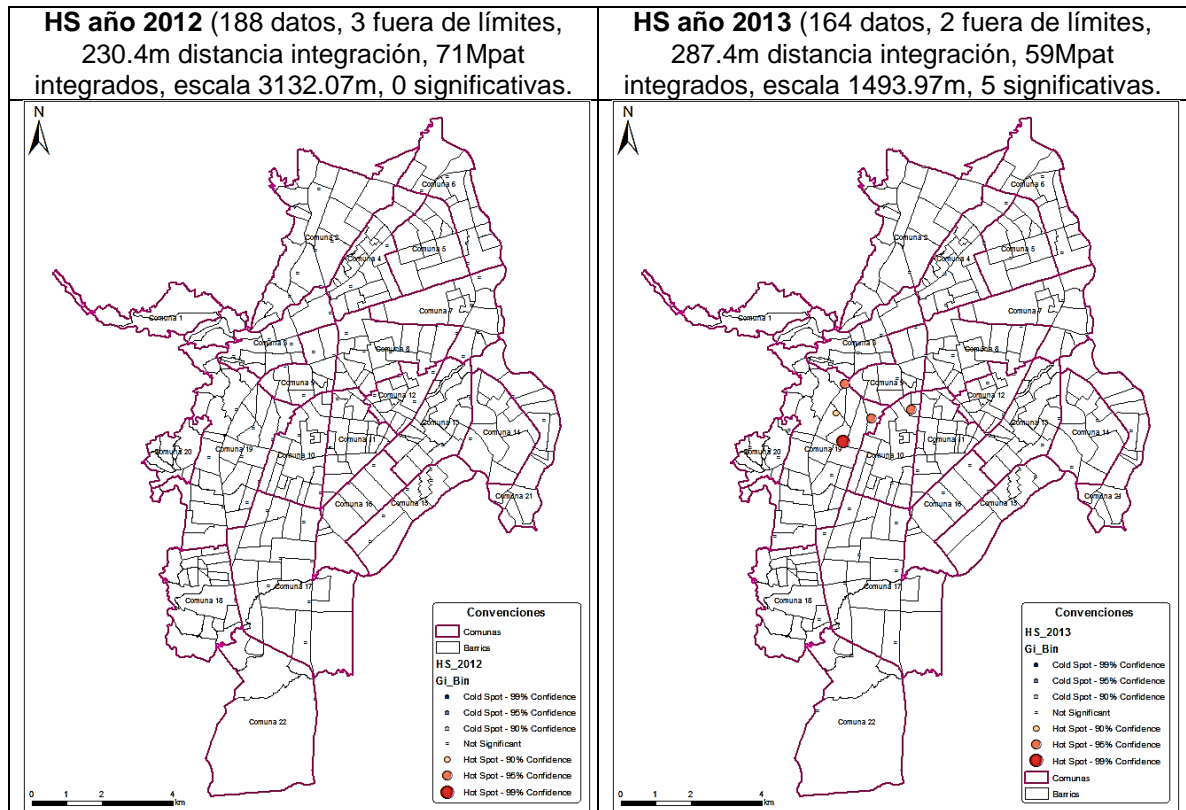 HS año 2012 (188 datos, 3 fuera de límites,
230.4m distancia integración, 71Mpat
integrados, escala 3132.07m, 0 significativas.
HS año 2013 (164 datos, 2 fuera de límites,
287.4m distancia integración, 59Mpat
integrados, escala 1493.97m, 5 significativas.
N
Comuna 6
Comuna 2
Comuna 5
Comuna 4
Comuna 7
Comuna 1
Comuna 3
Comuna 8
Comuna 9
Comuna 12
Comuna 13
Comuna 14
Comuna 11
Comuna 20
Comuna 19
Comuna 10
Comuna 21
Comuna 16
Comuna 15
Comuna 17
Comuna 18
Comuna 22
Convenciones
Comunas
Barrios
HS_2012
Gi_Bin
Cold Spot - 99% Confidence
Cold Spot - 95% Confidence
Cold Spot - 90% Confidence
Not Significant
Hot Spot - 90% Confidence
Hot Spot - 95% Confidence
Hot Spot - 99% Confidence
0 1 2 4
km
N
Comuna 6
Comuna 2
Comuna 5
Comuna 4
Comuna 7
Comuna 1
Comuna 3
Comuna 8
Comuna 9
Comuna 12
Comuna 13
Comuna 14
Comuna 11
Comuna 20
Comuna 19
Comuna 10
Comuna 21
Comuna 16
Comuna 15
Comuna 17
Comuna 18
Comuna 22
Convenciones
HS_2013
Gi_Bin
Cold Spot - 99% Confidence
Cold Spot - 95% Confidence
Cold Spot - 90% Confidence
Not Significant
Hot Spot - 90% Confidence
Hot Spot - 95% Confidence
Hot Spot - 99% Confidence
Comunas
Barrios
0 1 2 4
km